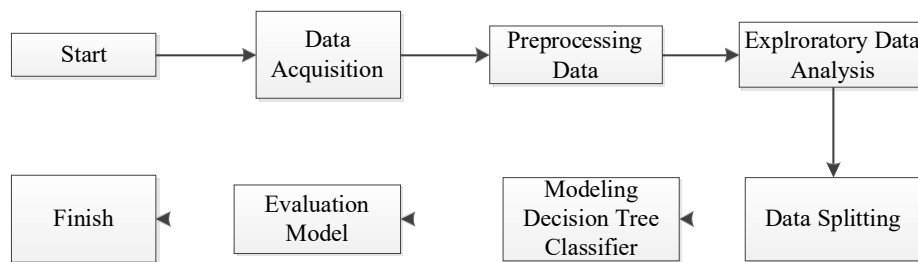 Start
Data
Acquisition
Preprocessing
Data
Explroratory Data
Analysis
Data Splitting
Modeling
Decision Tree
Classifier
Evaluation
Model
Finish